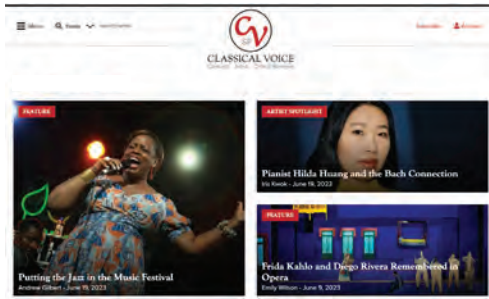 Menu
CV
CLASSICAL VOICE
FEATURE
Putting the Jazz in the Music Festival
Andrew Gilbert - June 19, 2023
ARTIST SPOTLIGHT
Pianist Hilda Huang and the Bach Connection
Iris Kwok - June 19, 2023
FEATURE
Frida Kahlo and Diego Rivera Remembered in
Opera
Emily Wilson - June 9, 2023